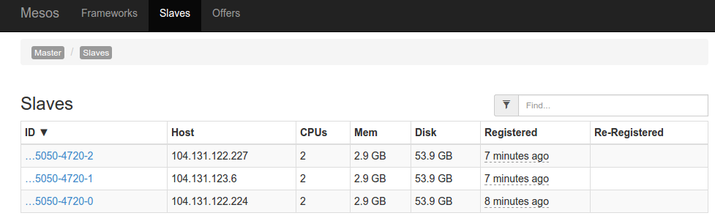 Mesos Frameworks Slaves Offers
Master / Slaves
Slaves
Find...
ID ▼ Host CPUs Mem Disk Registered Re-Registered
…5050-4720-2 104.131.122.227 2 2.9 GB 53.9 GB 7 minutes ago
…5050-4720-1 104.131.123.6 2 2.9 GB 53.9 GB 7 minutes ago
…5050-4720-0 104.131.122.224 2 2.9 GB 53.9 GB 8 minutes ago